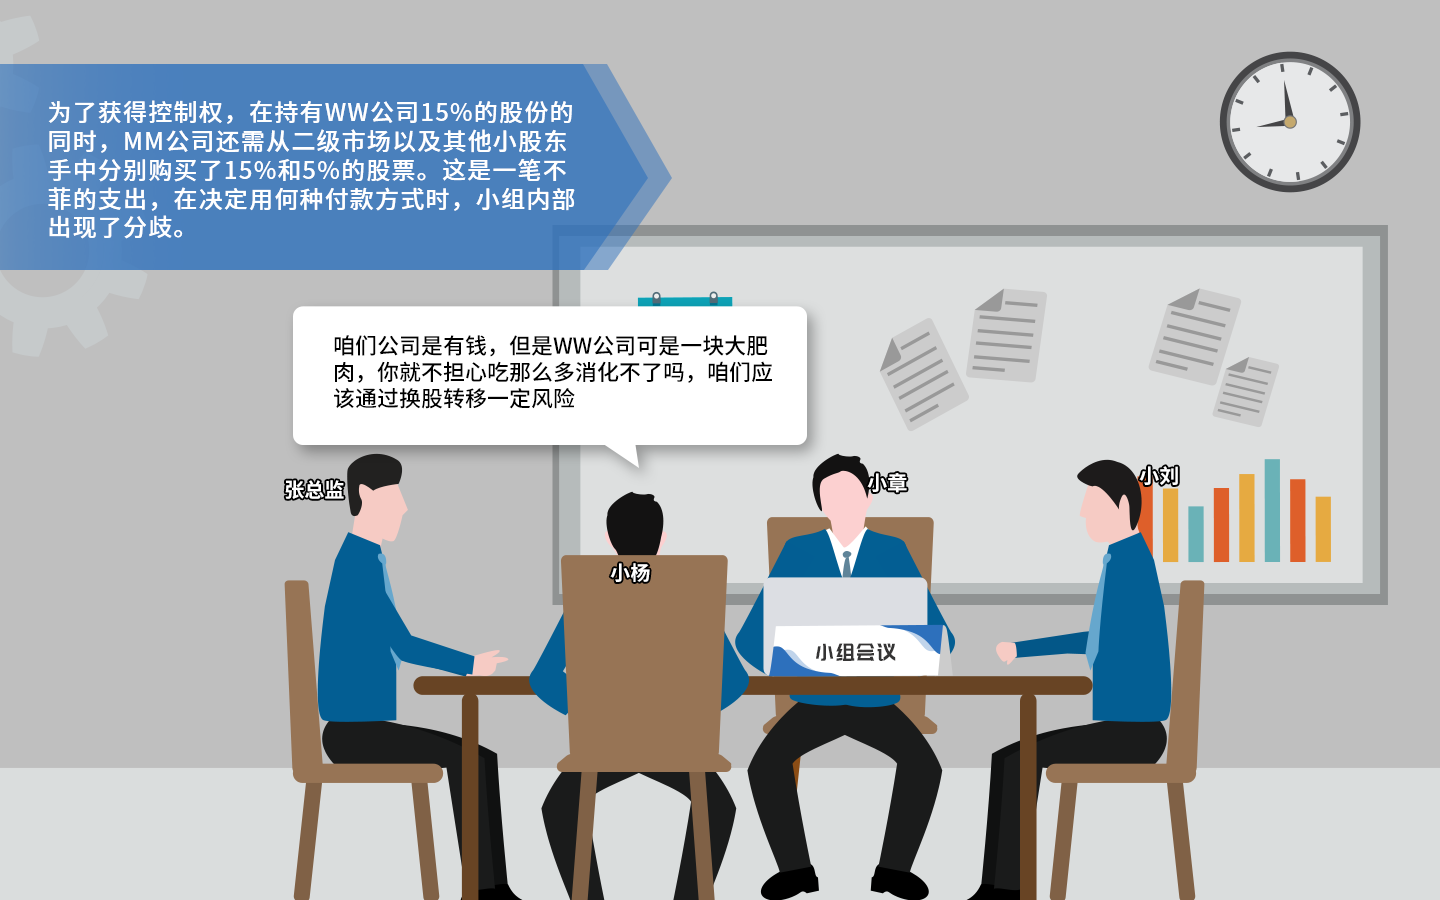 为了获得控制权，在持有WW公司15%的股份的
同时，MM公司还需从二级市场以及其他小股东
手中分别购买了15%和5%的股票。这是一笔不
菲的支出，在决定用何种付款方式时，小组内部
出现了分歧。
咱们公司是有钱，但是WW公司可是一块大肥
肉，你就不担心吃那么多消化不了吗，咱们应
该通过换股转移一定风险
张总监
小杨
小章
小刘
小组会议